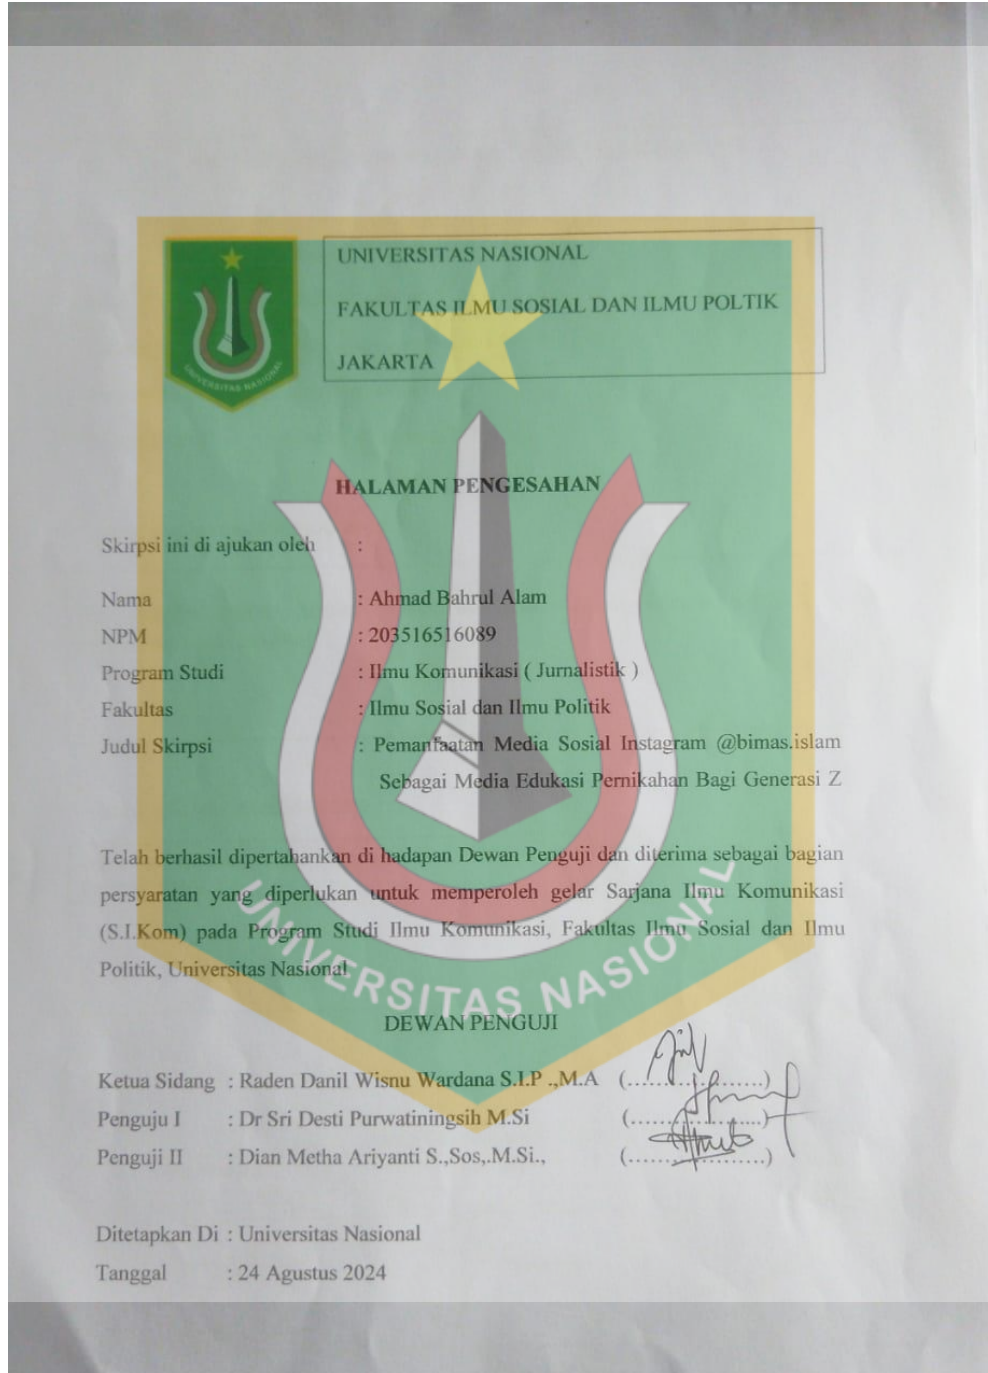 UNIVERSITAS NASIONAL
FAKULTAS ILMU SOSIAL DAN ILMU POLTIK
JAKARTA
UNIVERSITAS NASIONAL
HALAMAN PENGESAHAN
Skirpsi ini di ajukan oleh :
Nama : Ahmad Bahrul Alam
NPM : 203516516089
Program Studi : Ilmu Komunikasi ( Jurnalistik )
Fakultas : Ilmu Sosial dan Ilmu Politik
Judul Skirpsi : Pemanfaatan Media Sosial Instagram @bimas.islam
Sebagai Media Edukasi Pernikahan Bagi Generasi Z
Telah berhasil dipertahankan di hadapan Dewan Penguji dan diterima sebagai bagian
persyaratan yang diperlukan untuk memperoleh gelar Sarjana Ilmu Komunikasi
(S.I.Kom) pada Program Studi Ilmu Komunikasi, Fakultas Ilmu Sosial dan Ilmu
Politik, Universitas Nasional
UNIVERSITAS NASIONAL
DEWAN PENGUJI
Ketua Sidang : Raden Danil Wisnu Wardana S.I.P .,M.A (....................)
Penguju I : Dr Sri Desti Purwatiningsih M.Si (....................)
Penguji II : Dian Metha Ariyanti S.,Sos,.M.Si., (....................)
Ditetapkan Di : Universitas Nasional
Tanggal : 24 Agustus 2024